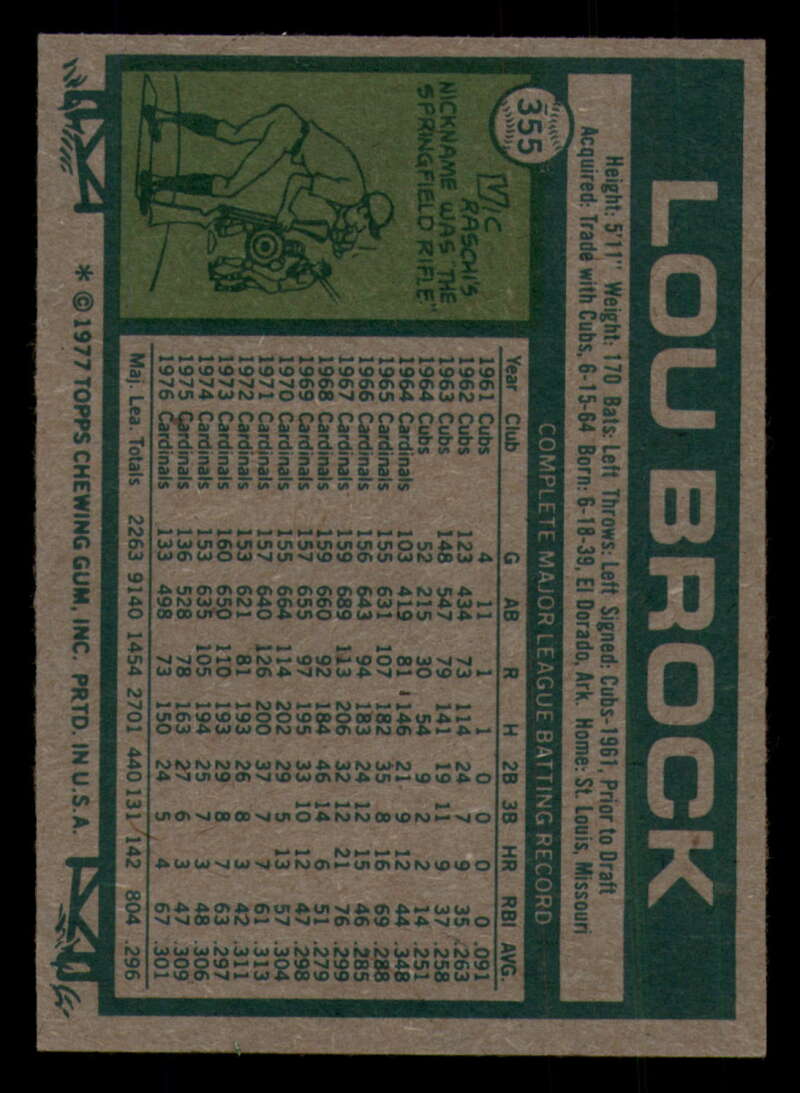 355
LOU BROCK
Height: 5'11" Weight: 170 Bats: Left Throws: Left Signed: Cubs-1961, Prior to Draft
Acquired: Trade with Cubs, 6-15-64 Born: 6-18-39, El Dorado, Ark. Home: St. Louis, Missouri
VIC
RASCHI'S
NICKNAME WAS THE
SPRINGFIELD RIFLE"
COMPLETE MAJOR LEAGUE BATTING RECORD
Year Club G AB R H 2B 3B HR RBI AVG.
1961 Cubs 4 11 1 1 0 0 0 0 .091
1962 Cubs 123 434 73 114 24 7 9 35 .263
1963 Cubs 148 547 79 141 19 11 9 37 .258
1964 Cubs 52 215 30 54 9 2 2 14 .251
1964 Cardinals 103 419 81 146 21 9 12 44 .348
1965 Cardinals 155 631 107 182 35 8 16 69 .288
1966 Cardinals 156 643 94 183 24 12 15 46 .285
1967 Cardinals 159 689 113 206 32 12 21 76 .299
1968 Cardinals 159 660 92 184 46 14 6 51 .279
1969 Cardinals 157 655 97 195 33 10 12 47 .298
1970 Cardinals 155 664 114 202 29 5 13 57 .304
1971 Cardinals 157 640 126 200 37 7 7 61 .313
1972 Cardinals 153 621 81 193 26 8 3 42 .311
1973 Cardinals 160 650 110 193 29 8 7 63 .297
1974 Cardinals 153 635 105 194 25 7 3 48 .306
1975 Cardinals 136 528 78 163 27 6 3 47 .309
1976 Cardinals 133 498 73 150 24 5 4 67 .301
Maj. Lea. Totals 2263 9140 1454 2701 440 131 142 804 .296
* © 1977 TOPPS CHEWING GUM, INC. PRTD. IN U.S.A.